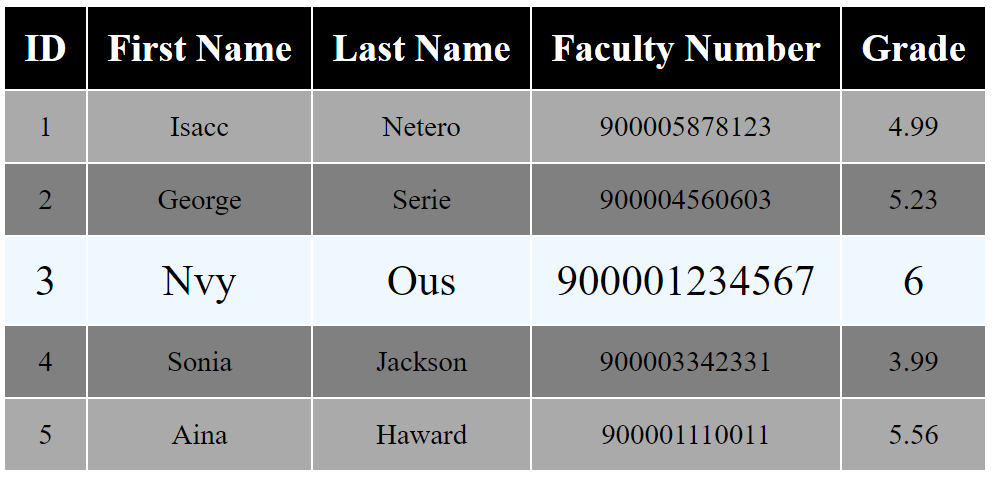 ID First Name Last Name Faculty Number Grade
1 Isacc Netero 900005878123 4.99
2 George Serie 900004560603 5.23
3 Nvy Ous 900001234567 6
4 Sonia Jackson 900003342331 3.99
5 Aina Haward 900001110011 5.56